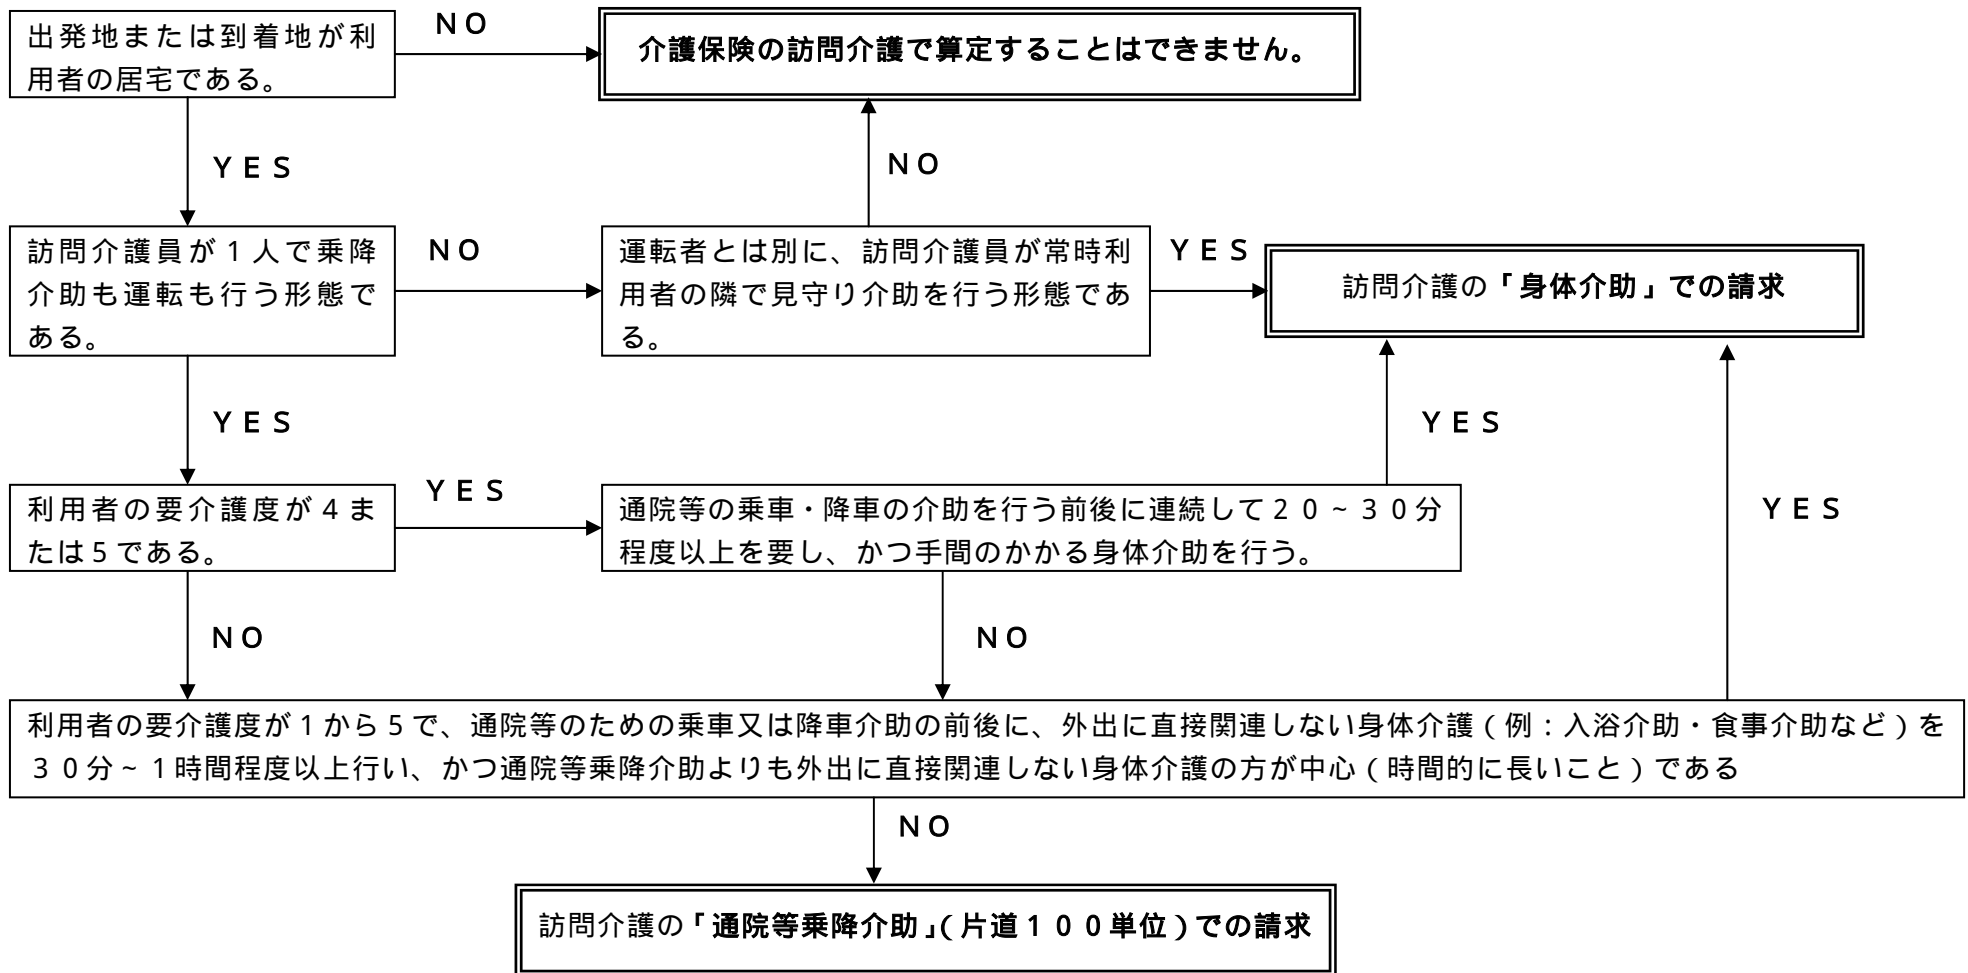 出発地または到着地が利
用者の居宅である。
ＮＯ
介護保険の訪問介護で算定することはできません。
ＹＥＳ
ＮＯ
訪問介護員が１人で乗降
介助も運転も行う形態で
ある。
ＮＯ
運転者とは別に、訪問介護員が常時利
用者の隣で見守り介助を行う形態であ
る。
ＹＥＳ
訪問介護の「身体介助」での請求
ＹＥＳ
ＹＥＳ
利用者の要介護度が４ま
たは５である。
ＹＥＳ
通院等の乗車・降車の介助を行う前後に連続して２０～３０分
程度以上を要し、かつ手間のかかる身体介助を行う。
ＹＥＳ
ＮＯ
ＮＯ
利用者の要介護度が１から５で、通院等のための乗車又は降車介助の前後に、外出に直接関連しない身体介護（例：入浴介助・食事介助など）を
３０分～１時間程度以上行い、かつ通院等乗降介助よりも外出に直接関連しない身体介護の方が中心（時間的に長いこと）である
ＮＯ
訪問介護の「通院等乗降介助」（片道１００単位）での請求